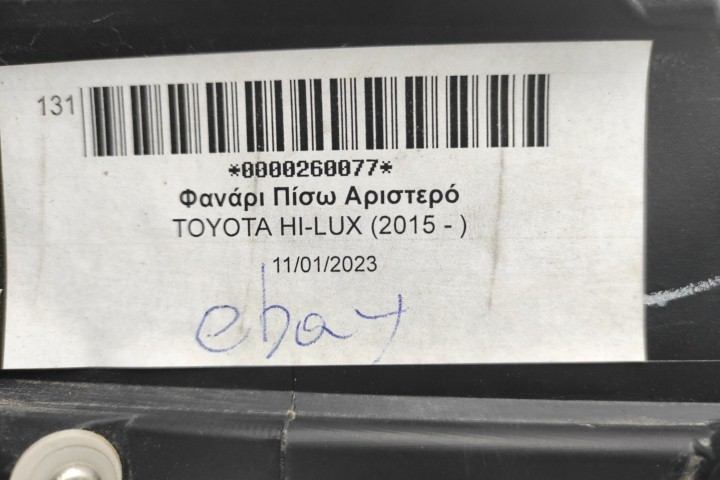 131
*0000260077*
Φανάρι Πίσω Αριστερό
TOYOTA HI-LUX (2015 - )
11/01/2023
ebay